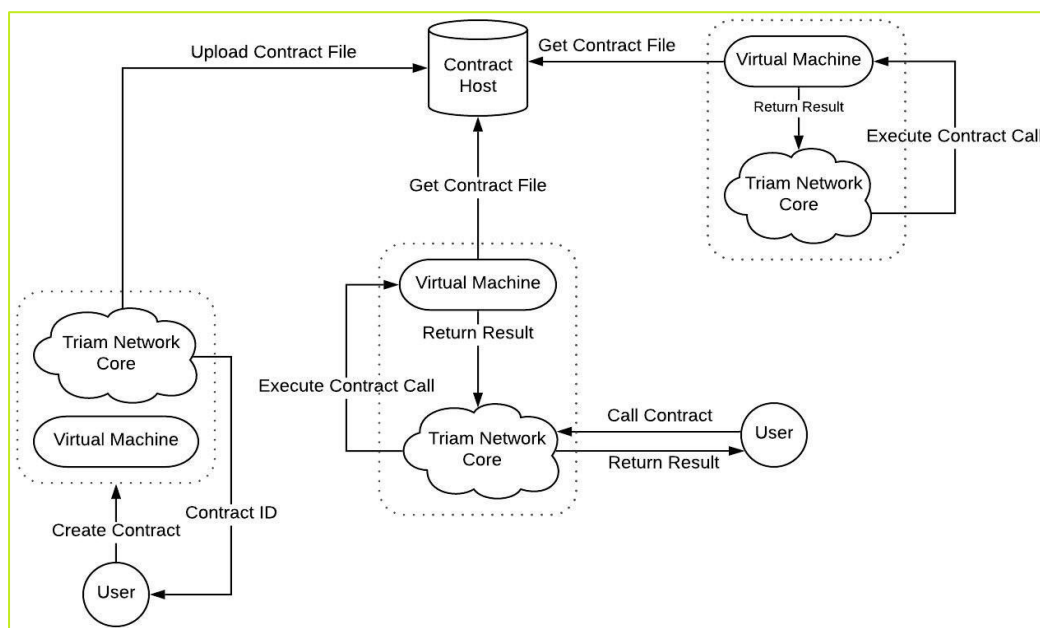 Upload Contract File
Contract
Host
Get Contract File
Virtual Machine
Return Result
Execute Contract Call
Triam Network
Core
Get Contract File
Virtual Machine
Return Result
Execute Contract Call
Triam Network
Core
Call Contract
Return Result
User
Triam Network
Core
Virtual Machine
Create Contract
Contract ID
User